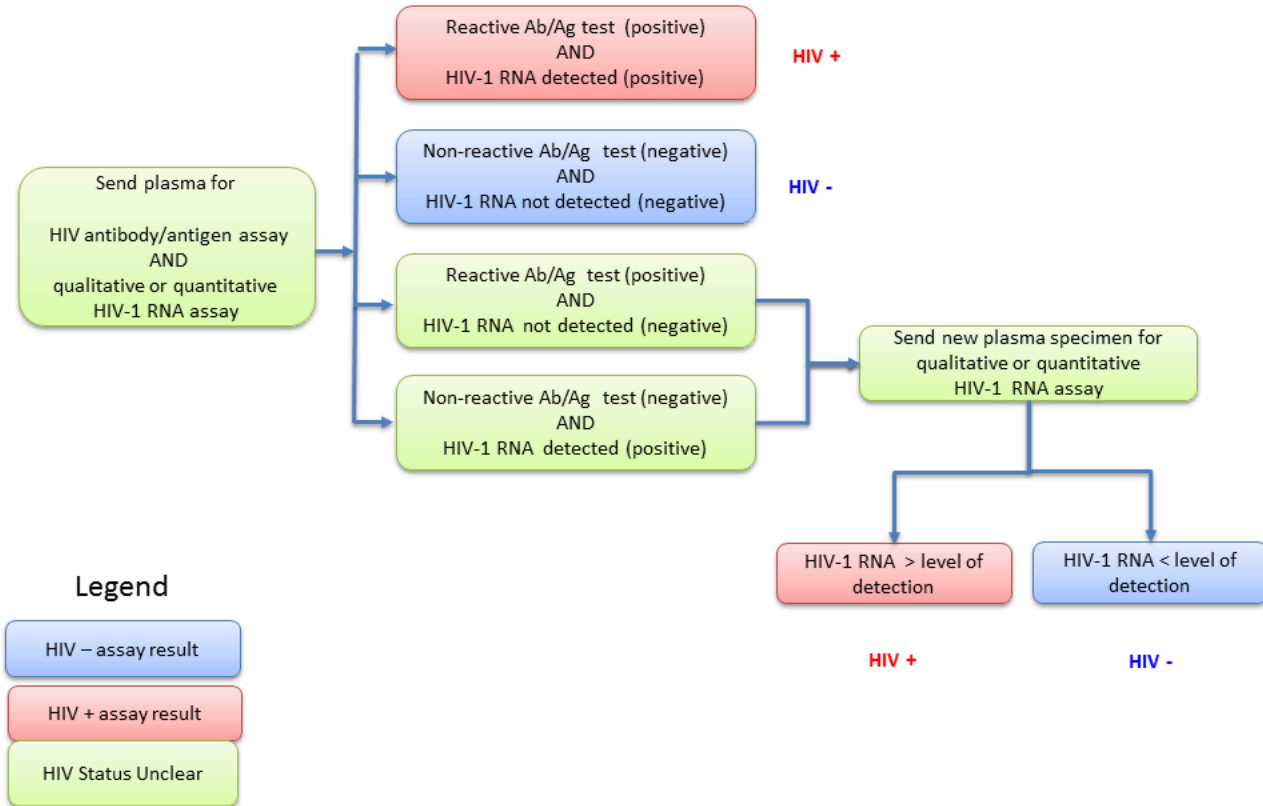 Reactive Ab/Ag test (positive)
AND
HIV-1 RNA detected (positive)
HIV +
Non-reactive Ab/Ag test (negative)
AND
HIV-1 RNA not detected (negative)
HIV -
Send plasma for
HIV antibody/antigen assay
AND
qualitative or quantitative
HIV-1 RNA assay
Reactive Ab/Ag test (positive)
AND
HIV-1 RNA not detected (negative)
Non-reactive Ab/Ag test (negative)
AND
HIV-1 RNA detected (positive)
Send new plasma specimen for
qualitative or quantitative
HIV-1 RNA assay
HIV-1 RNA > level of
detection
HIV +
HIV-1 RNA < level of
detection
HIV -
Legend
HIV – assay result
HIV + assay result
HIV Status Unclear